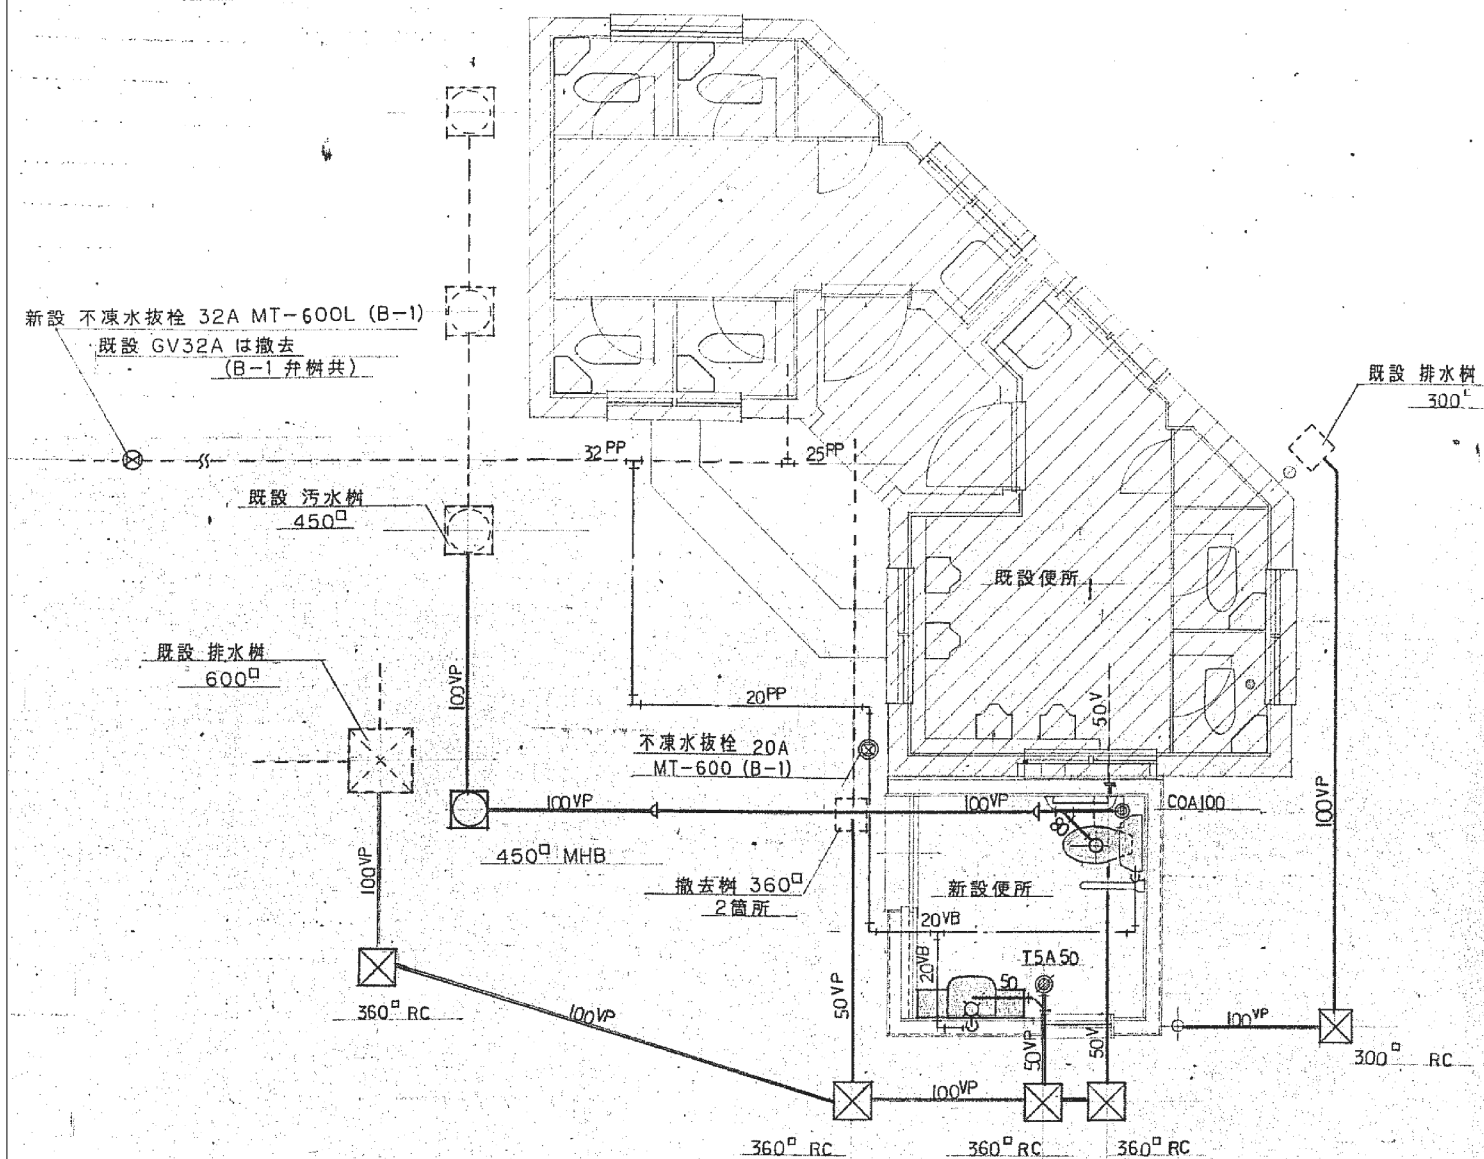 新設 不凍水抜栓 32A MT-600L (B-1)
既設 GV32A は撤去
(B-1 弁桝共)
既設 排水桝
300□
32PP
25PP
既設 汚水桝
450□
既設便所
既設 排水桝
600□
100VP
20PP
50V
不凍水抜栓 20A
MT-600 (B-1)
100VP
100VP
100VP
COA100
80
450□ MHB
100VP
撤去桝 360□
2箇所
新設便所
20VB
20VB
T5A50
50
360□ RC
100VP
50VP
50VP
50V
100VP
300□ RC
100VP
360□ RC
360□ RC
360□ RC